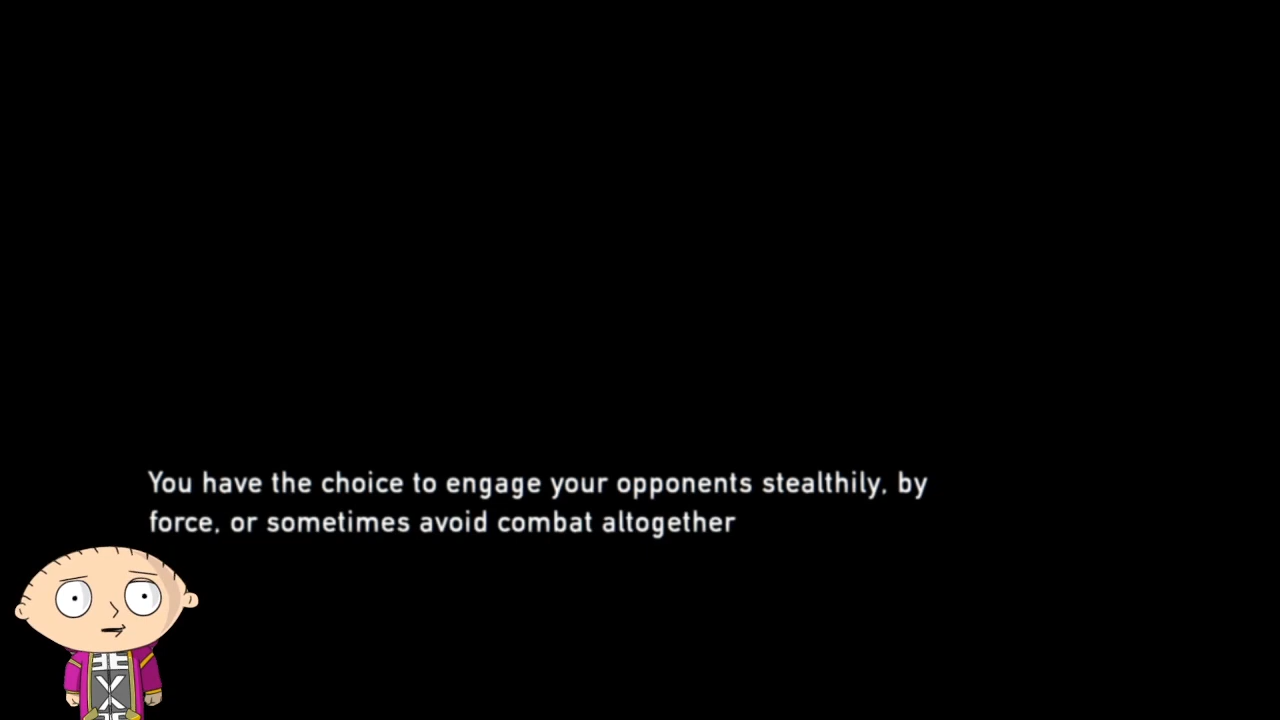 You have the choice to engage your opponents stealthily, by
force, or sometimes avoid combat altogether